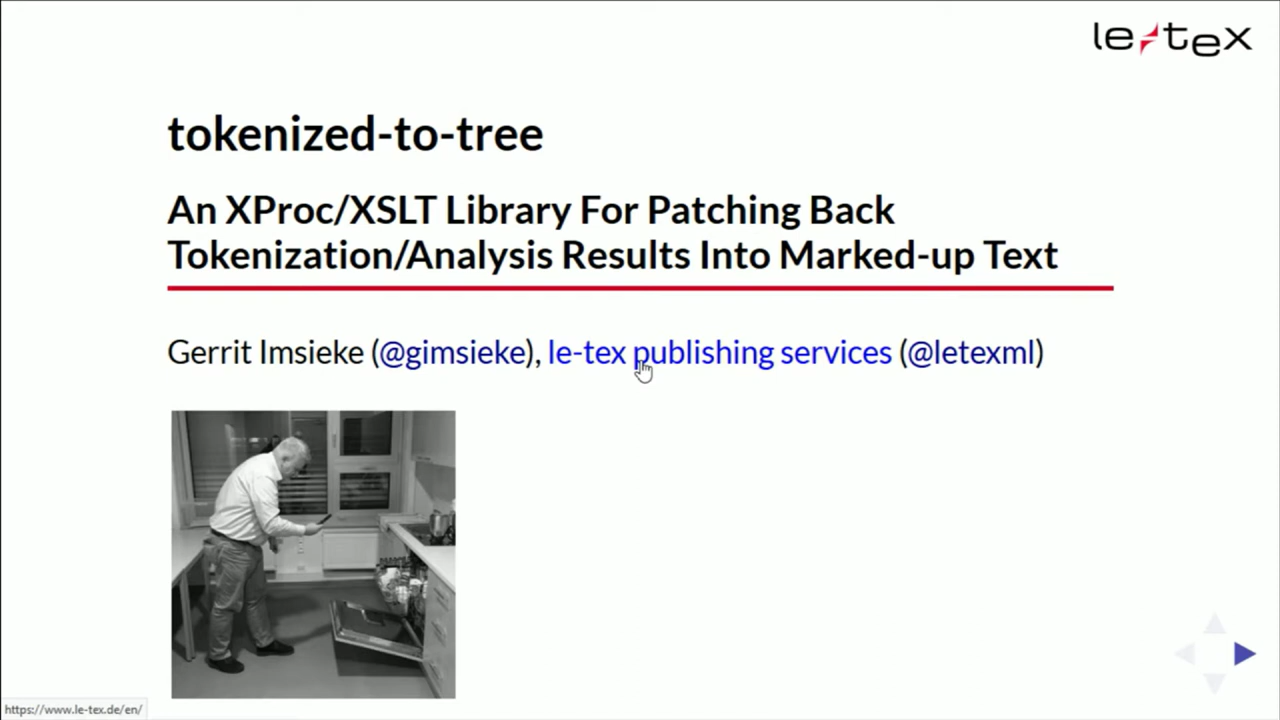 le-tex
tokenized-to-tree
An XProc/XSLT Library For Patching Back
Tokenization/Analysis Results Into Marked-up Text
Gerrit Imsieke (@gimsieke), le-tex publishing services (@letexml)
https://www.le-tex.de/en/